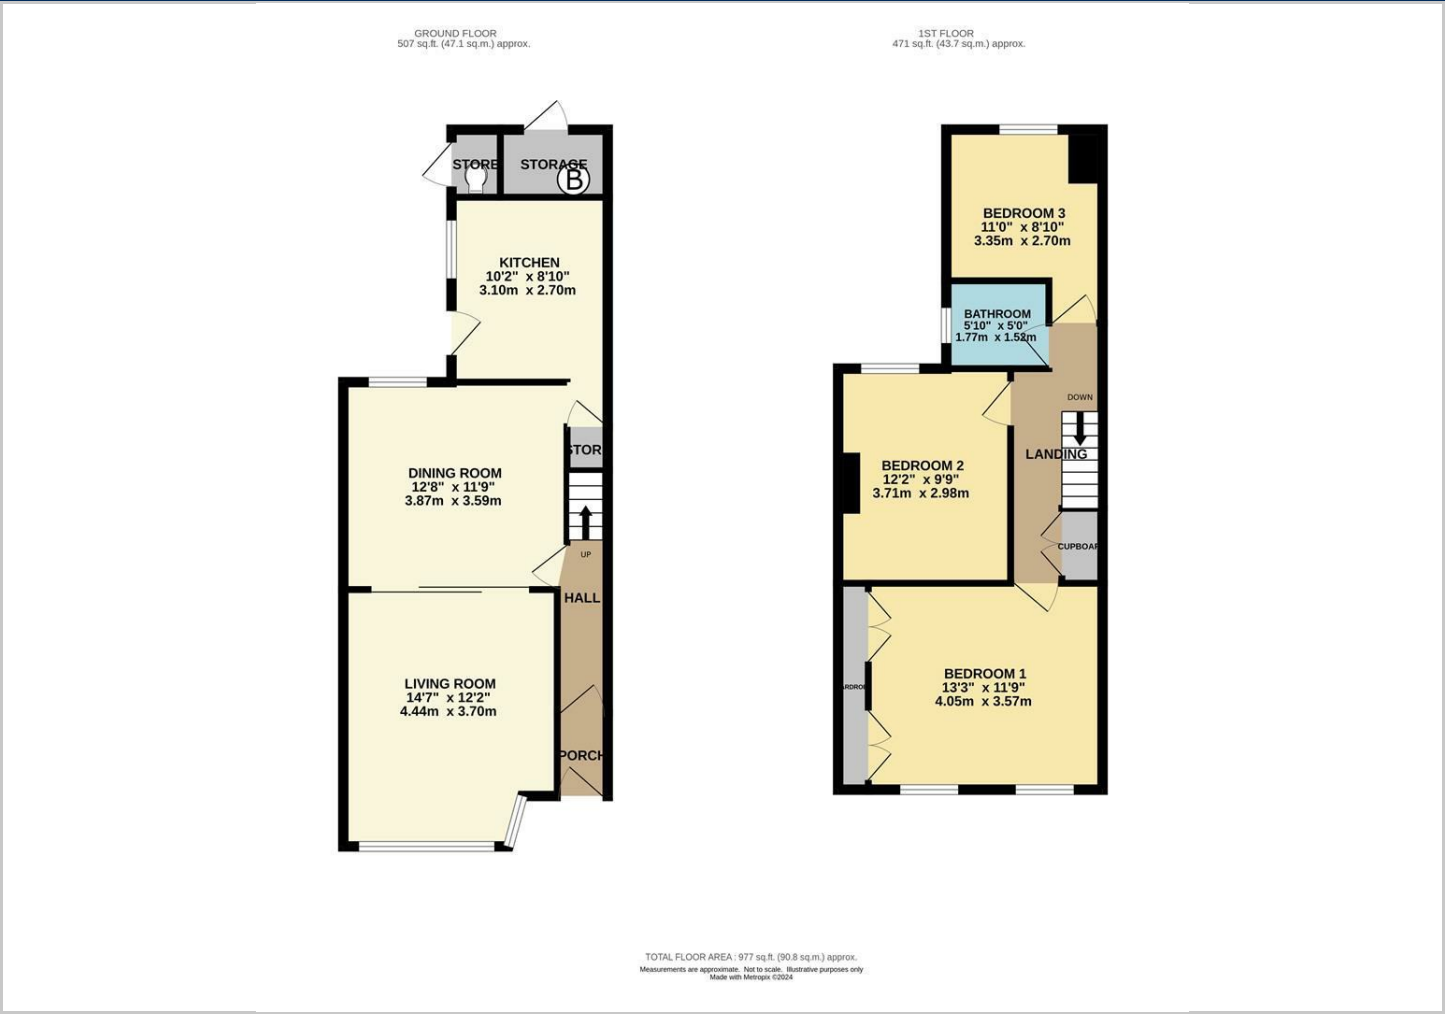 GROUND FLOOR
507 sq.ft. (47.1 sq.m.) approx.
1ST FLOOR
471 sq.ft. (43.7 sq.m.) approx.
STORE
STORAGE
B
KITCHEN
10'2" x 8'10"
3.10m x 2.70m
STOR
DINING ROOM
12'8" x 11'9"
3.87m x 3.59m
UP
HALL
LIVING ROOM
14'7" x 12'2"
4.44m x 3.70m
PORCH
BEDROOM 3
11'0" x 8'10"
3.35m x 2.70m
BATHROOM
5'10" x 5'0"
1.77m x 1.52m
DOWN
LANDING
BEDROOM 2
12'2" x 9'9"
3.71m x 2.98m
CUPBOAR
BEDROOM 1
13'3" x 11'9"
4.05m x 3.57m
TOTAL FLOOR AREA : 977 sq.ft. (90.8 sq.m.) approx.
Measurements are approximate. Not to scale. Illustrative purposes only
Made with Metropix ©2024